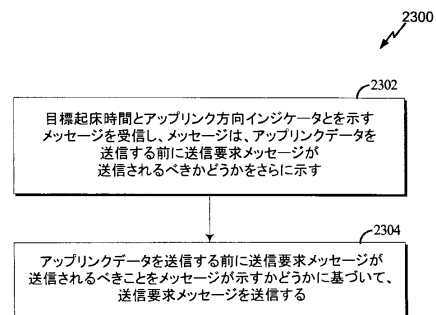 2300
2302
目標起床時間とアップリンク方向インジケータとを示す
メッセージを受信し、メッセージは、アップリンクデータを
送信する前に送信要求メッセージが
送信されるべきかどうかをさらに示す
2304
アップリンクデータを送信する前に送信要求メッセージが
送信されるべきことをメッセージが示すかどうかに基づいて、
送信要求メッセージを送信する